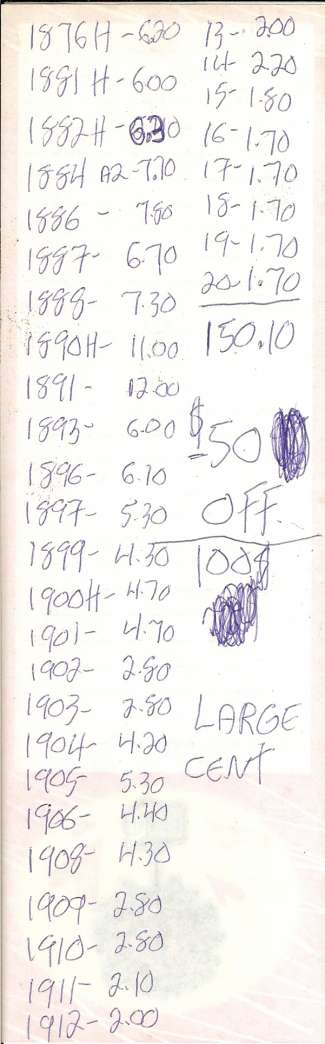 1876H - 6.20
1881 H - 6.00
1882H -
1884 A2 - 7.70
1886 - 7.80
1887 - 6.70
1888 - 7.30
1890H - 11.00
1891 - 12.00
1893 - 6.00
1896 - 6.10
1897 - 5.30
1899 - 4.30
1900H - 4.70
1901 - 4.70
1902 - 2.80
1903 - 2.80
1904 - 4.20
1905 5.30
1906 - 4.40
1908 - 4.30
1909 - 2.80
1910 - 2.80
1911 - 2.10
1912 - 2.00
13 - 2.00
14 - 2.20
15 - 1.80
16 - 1.70
17 - 1.70
18 - 1.70
19 - 1.70
20 - 1.70
150.10
$50
OFF.
100$
LARGE
CENT